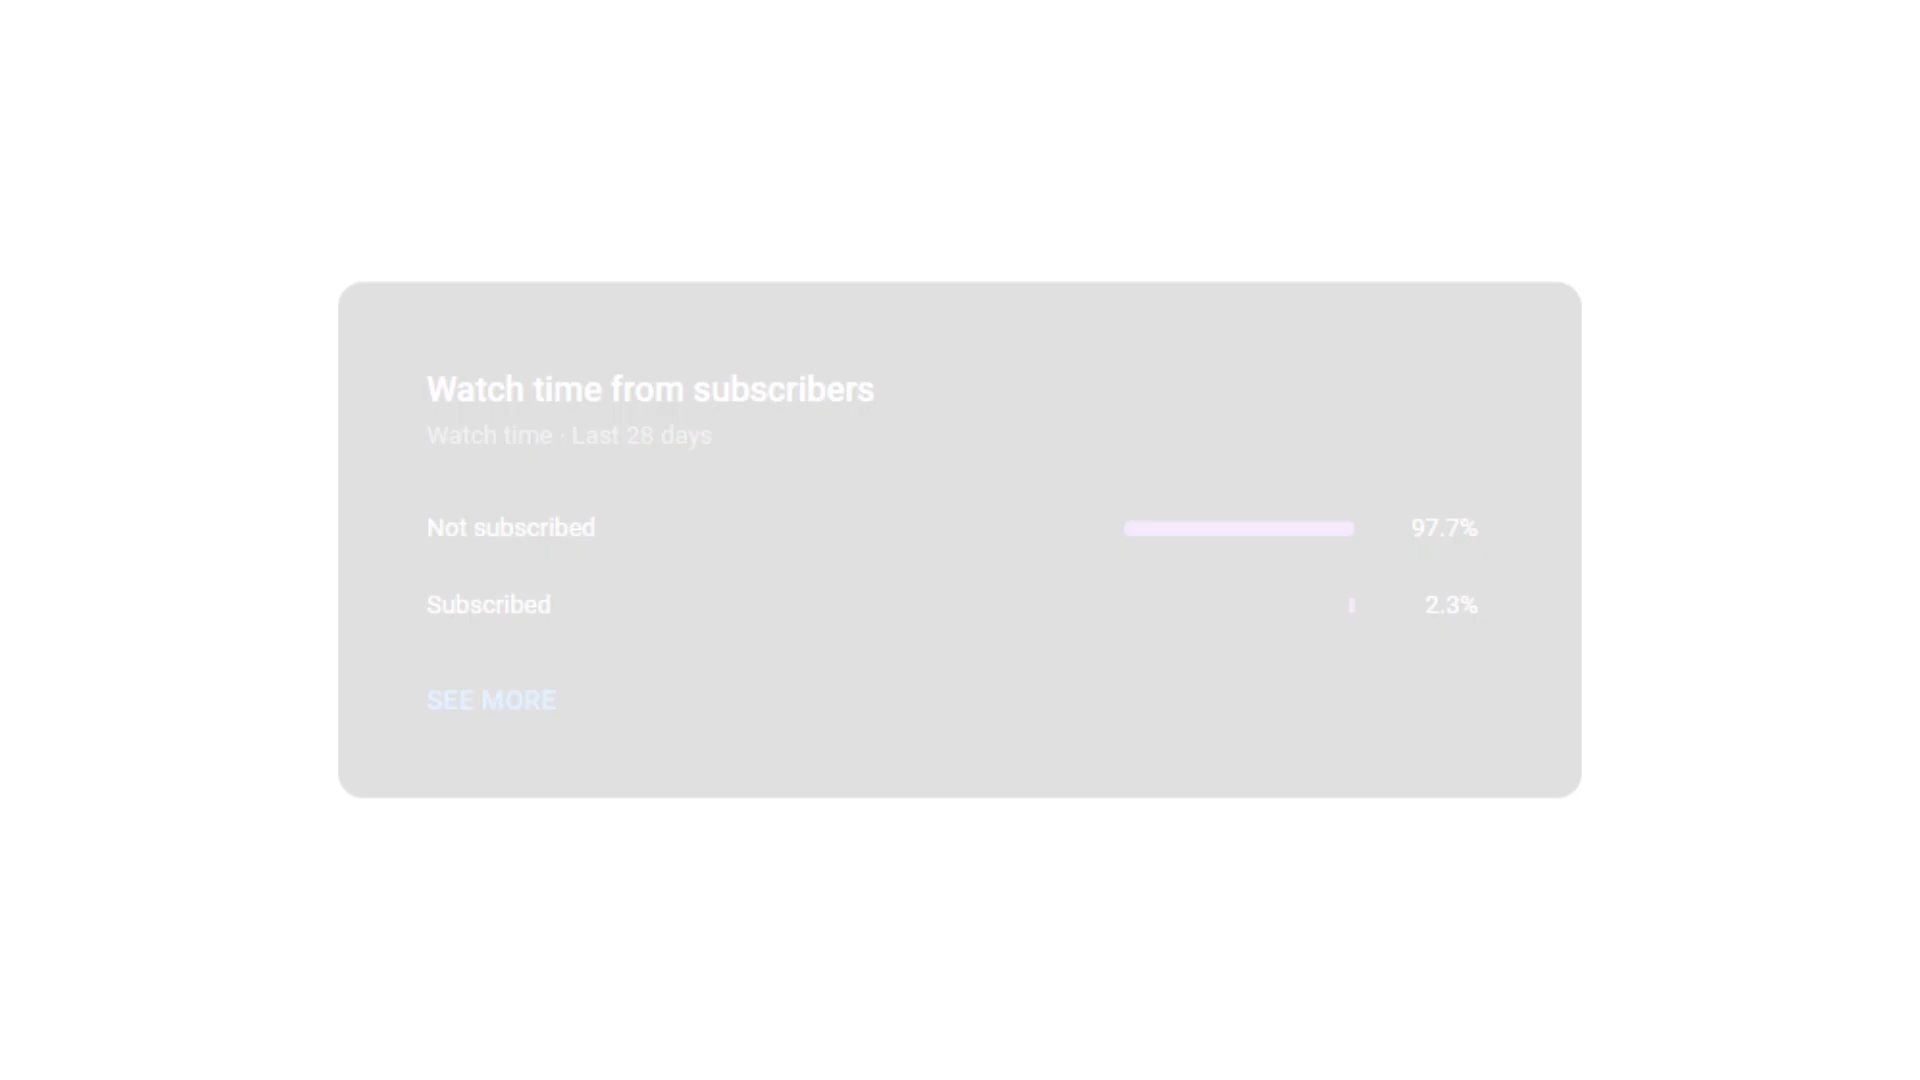 Watch time from subscribers
Watch time · Last 28 days
Not subscribed 97.7%
Subscribed 2.3%
SEE MORE